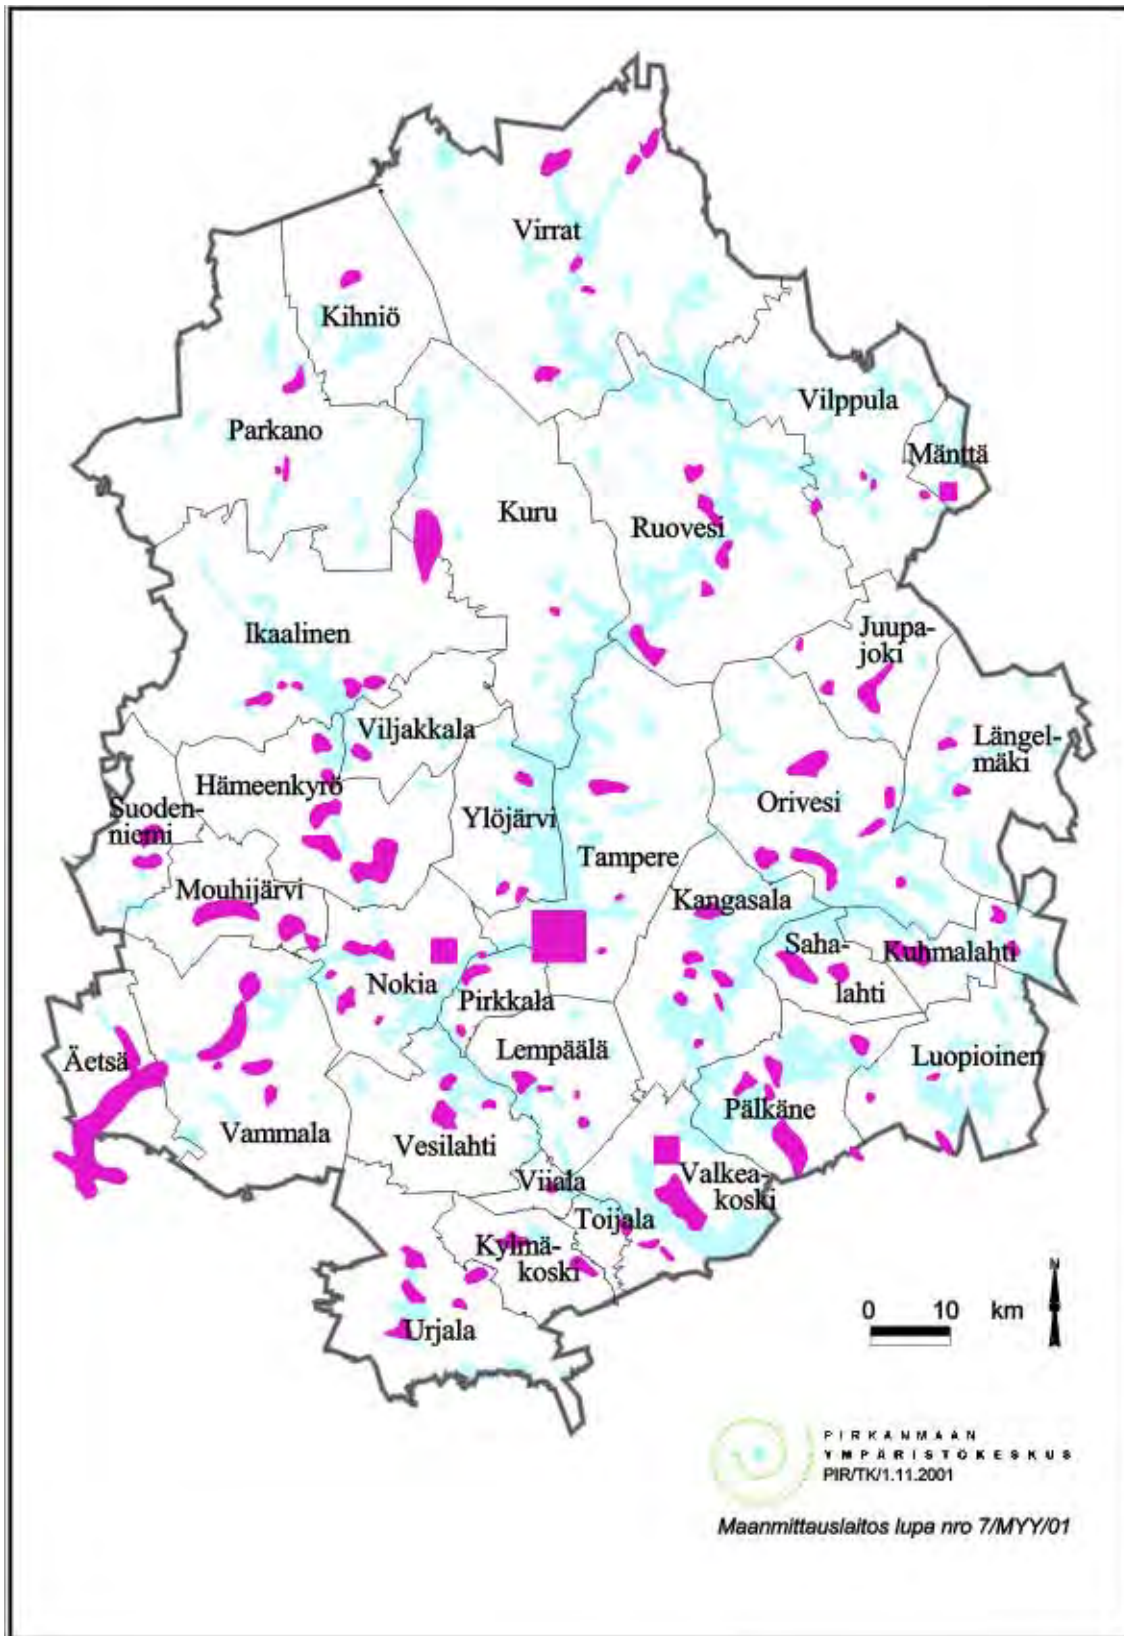 Virrat
Kihniö
Vilppula
Parkano
Mänttä
Kuru
Ruovesi
Ikaalinen
Juupa-
joki
Viljakkala
Längel-
mäki
Hämeenkyrö
Suoden-
niemi
Ylöjärvi
Orivesi
Tampere
Mouhijärvi
Kangasala
Saha-
lahti
Kuhmalahti
Nokia
Pirkkala
Äetsä
Lempäälä
Luopioinen
Vammala
Vesilahti
Pälkäne
Viiala
Valkea-
koski
Toijala
Kylmä-
koski
Urjala
N
0 10 km
PIRKANMAAN
YMPÄRISTÖKESKUS
PIR/TK/1.11.2001
Maanmittauslaitos lupa nro 7/MYY/01